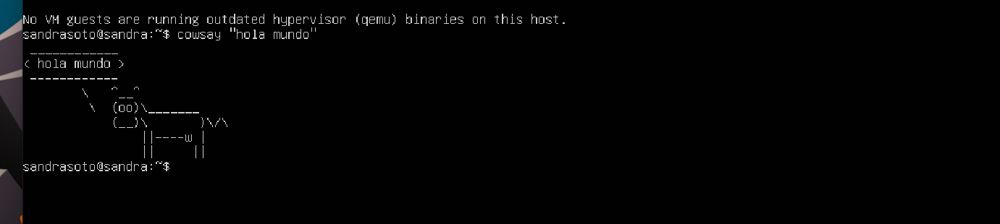 No VM guests are running outdated hypervisor (qemu) binaries on this host.
sandrasoto@sandra:~$ cowsay "hola mundo"
 ____________
< hola mundo >
 ------------
        \   ^__^
         \  (oo)\_______
            (__)\       )\/\
                ||----w |
                ||     ||
sandrasoto@sandra:~$